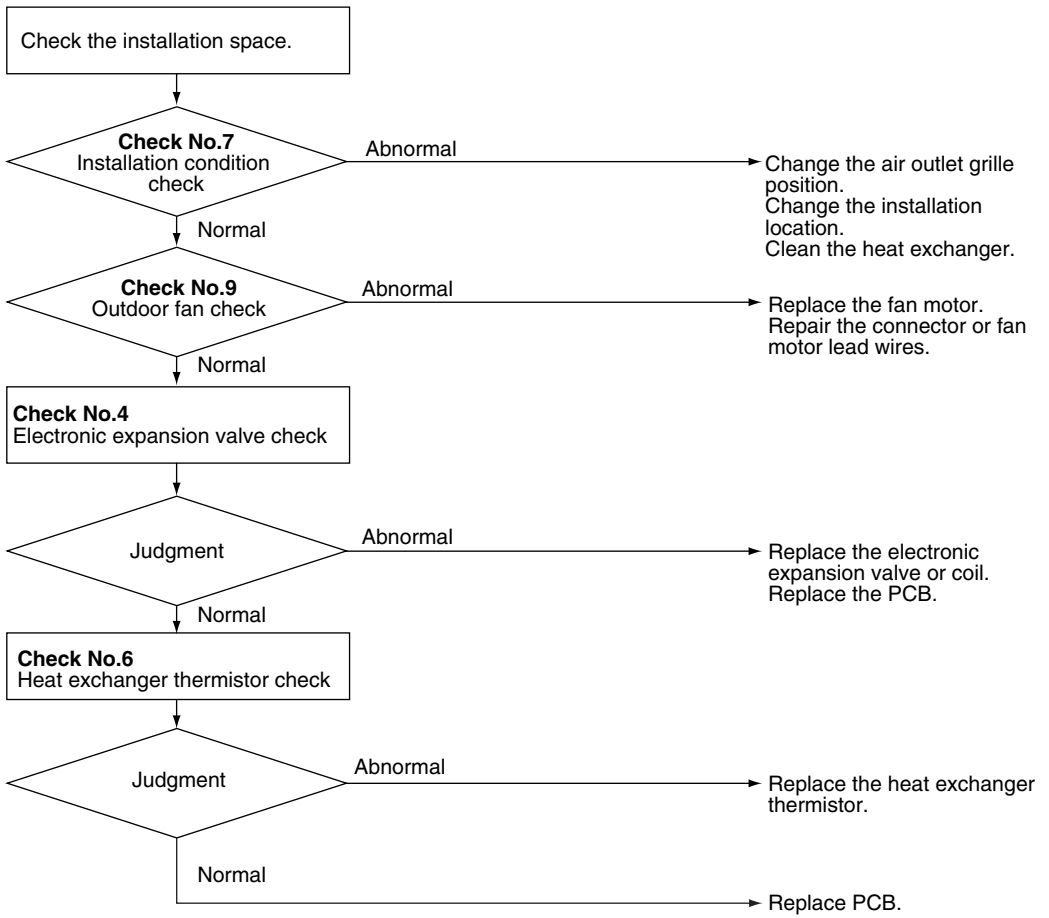 Check the installation space.
Check No.7
Installation condition
check
Abnormal
Change the air outlet grille
position.
Change the installation
location.
Clean the heat exchanger.
Normal
Check No.9
Outdoor fan check
Abnormal
Replace the fan motor.
Repair the connector or fan
motor lead wires.
Normal
Check No.4
Electronic expansion valve check
Judgment
Abnormal
Replace the electronic
expansion valve or coil.
Replace the PCB.
Normal
Check No.6
Heat exchanger thermistor check
Judgment
Abnormal
Replace the heat exchanger
thermistor.
Normal
Replace PCB.